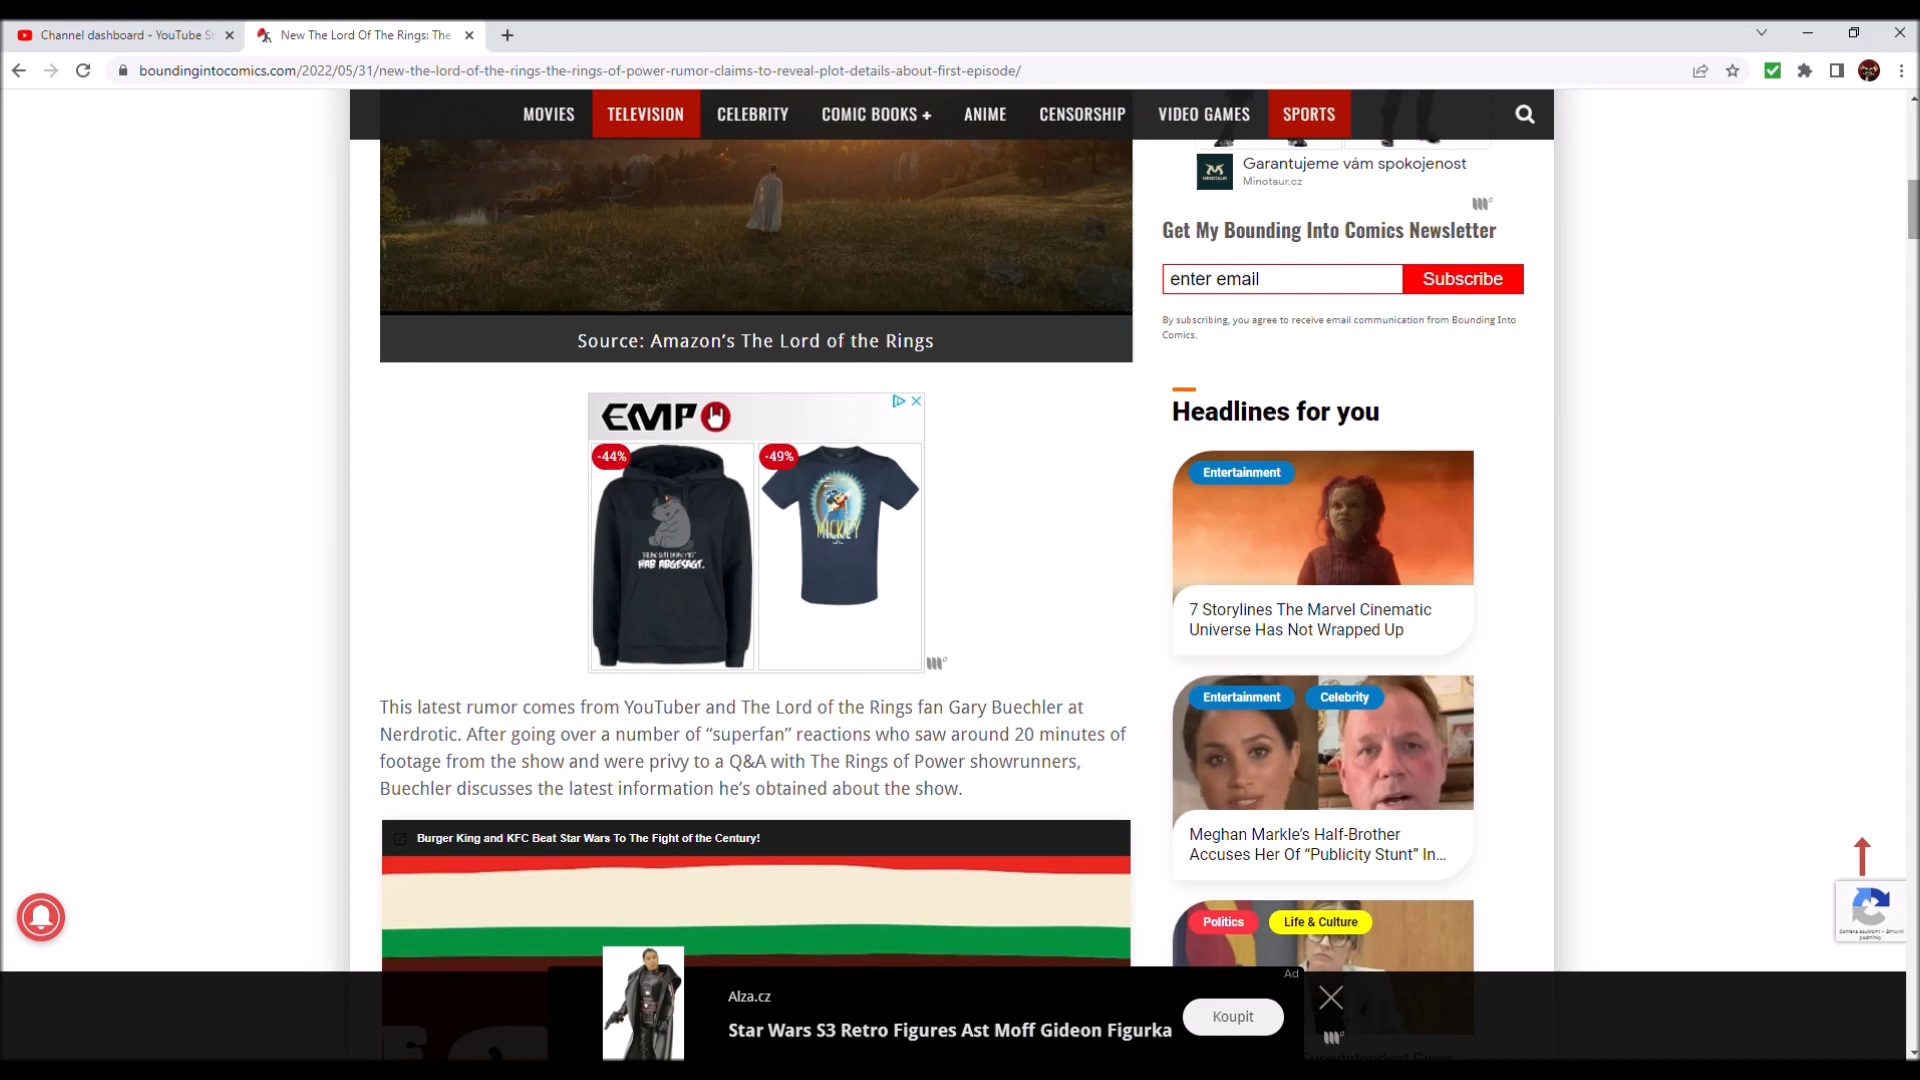 Channel dashboard - YouTube St
New The Lord Of The Rings: The
boundingintocomics.com/2022/05/31/new-the-lord-of-the-rings-the-rings-of-power-rumor-claims-to-reveal-plot-details-about-first-episode/
MOVIES TELEVISION CELEBRITY COMIC BOOKS + ANIME CENSORSHIP VIDEO GAMES SPORTS
Source: Amazon's The Lord of the Rings
EMP
-44%
-49%
HAB ABGESAGT.
MICKEY
This latest rumor comes from YouTuber and The Lord of the Rings fan Gary Buechler at
Nerdrotic. After going over a number of “superfan” reactions who saw around 20 minutes of
footage from the show and were privy to a Q&A with The Rings of Power showrunners,
Buechler discusses the latest information he’s obtained about the show.
Burger King and KFC Beat Star Wars To The Fight of the Century!
Garantujeme vám spokojenost
MINOTAUR
Minotaur.cz
Get My Bounding Into Comics Newsletter
enter email Subscribe
By subscribing, you agree to receive email communication from Bounding Into
Comics.
Headlines for you
Entertainment
7 Storylines The Marvel Cinematic
Universe Has Not Wrapped Up
Entertainment Celebrity
Meghan Markle’s Half-Brother
Accuses Her Of “Publicity Stunt” In...
Politics Life & Culture
Ad
Alza.cz
Star Wars S3 Retro Figures Ast Moff Gideon Figurka
Koupit